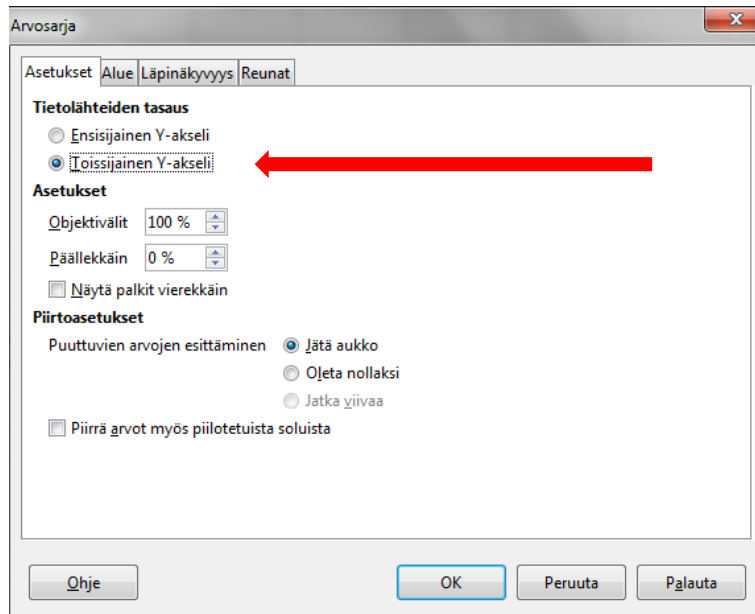 Arvosarja
Asetukset Alue Läpinäkyvyys Reunat
Tietolähteiden tasaus
Ensisijainen Y-akseli
Toissijainen Y-akseli
Asetukset
Objektivälit 100 %
Päällekkäin 0 %
Näytä palkit vierekkäin
Piirtoasetukset
Puuttuvien arvojen esittäminen Jätä aukko
Oleta nollaksi
Jatka viivaa
Piirrä arvot myös piilotetuista soluista
Ohje OK Peruuta Palauta